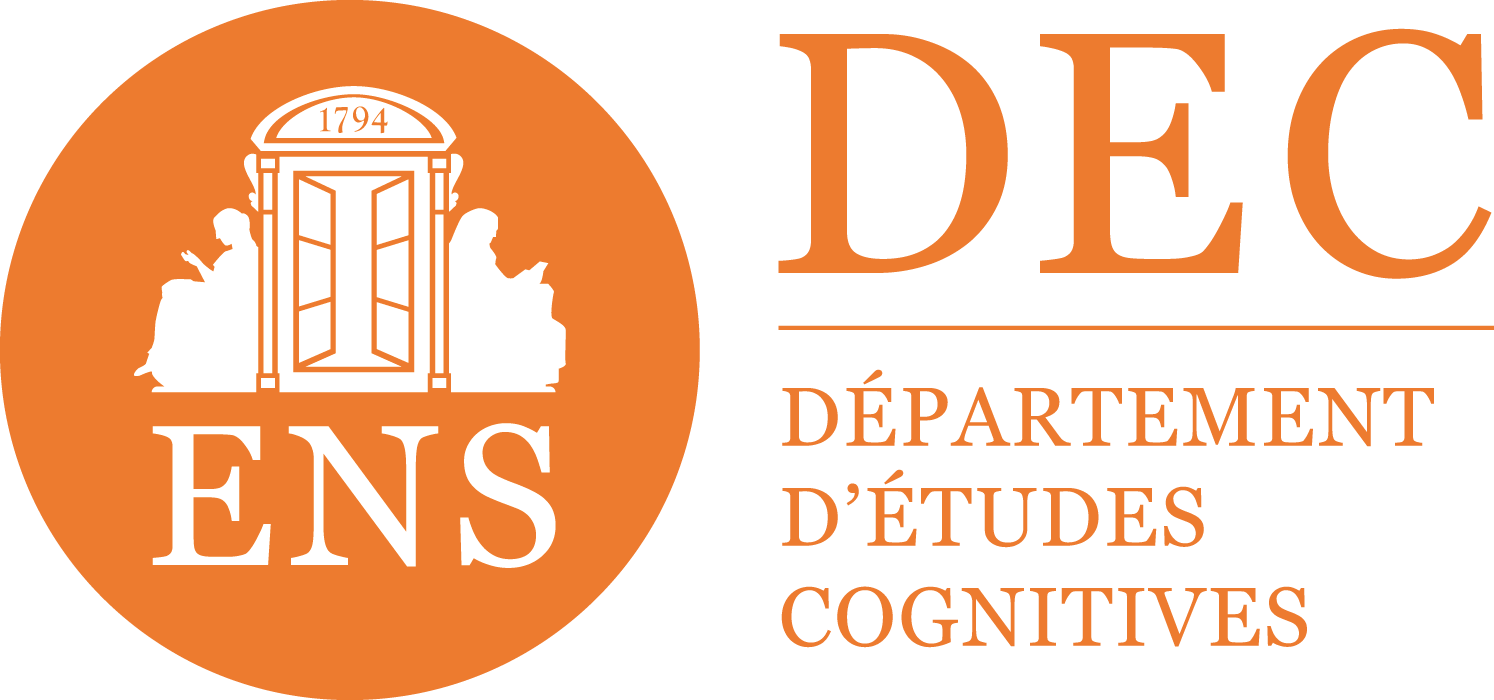 1794
ENS
DEC
DÉPARTEMENT
D’ÉTUDES
COGNITIVES